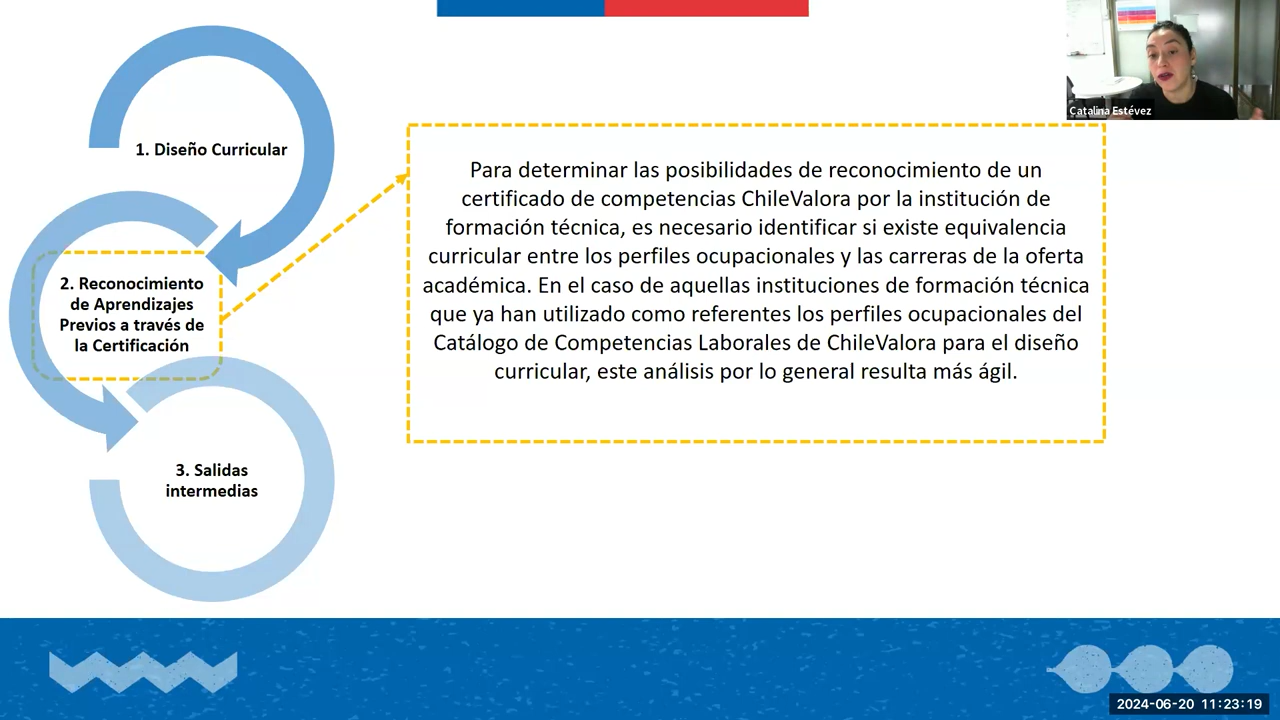 Catalina Estévez
1. Diseño Curricular
2. Reconocimiento
de Aprendizajes
Previos a través de
la Certificación
3. Salidas
intermedias
Para determinar las posibilidades de reconocimiento de un
certificado de competencias ChileValora por la institución de
formación técnica, es necesario identificar si existe equivalencia
curricular entre los perfiles ocupacionales y las carreras de la oferta
académica. En el caso de aquellas instituciones de formación técnica
que ya han utilizado como referentes los perfiles ocupacionales del
Catálogo de Competencias Laborales de ChileValora para el diseño
curricular, este análisis por lo general resulta más ágil.
2024-06-20 11:23:19